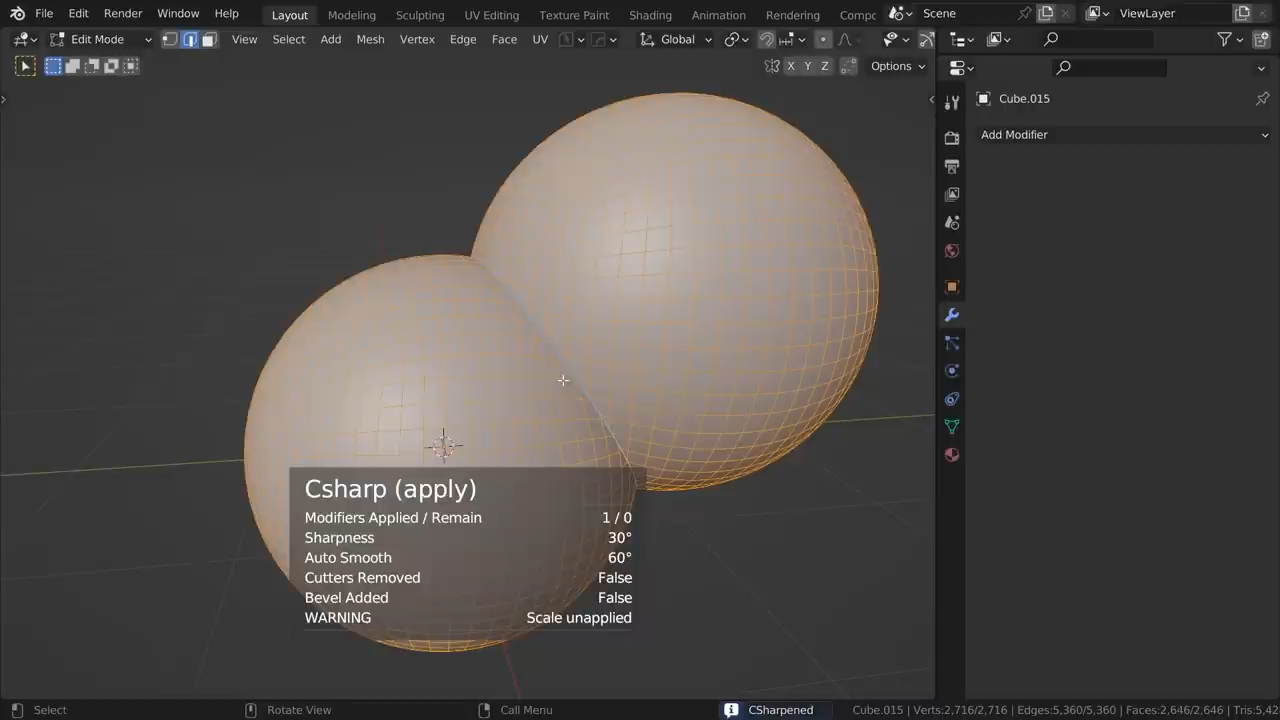 File Edit Render Window Help Layout Modeling Sculpting UV Editing Texture Paint Shading Animation Rendering Compc Scene ViewLayer
Edit Mode View Select Add Mesh Vertex Edge Face UV Global
X Y Z Options
Cube.015
Add Modifier
Csharp (apply)
Modifiers Applied / Remain 1 / 0
Sharpness 30°
Auto Smooth 60°
Cutters Removed False
Bevel Added False
WARNING Scale unapplied
Select Rotate View Call Menu CSharpened Cube.015 | Verts:2,716/2,716 | Edges:5,360/5,360 | Faces:2,646/2,646 | Tris:5,42